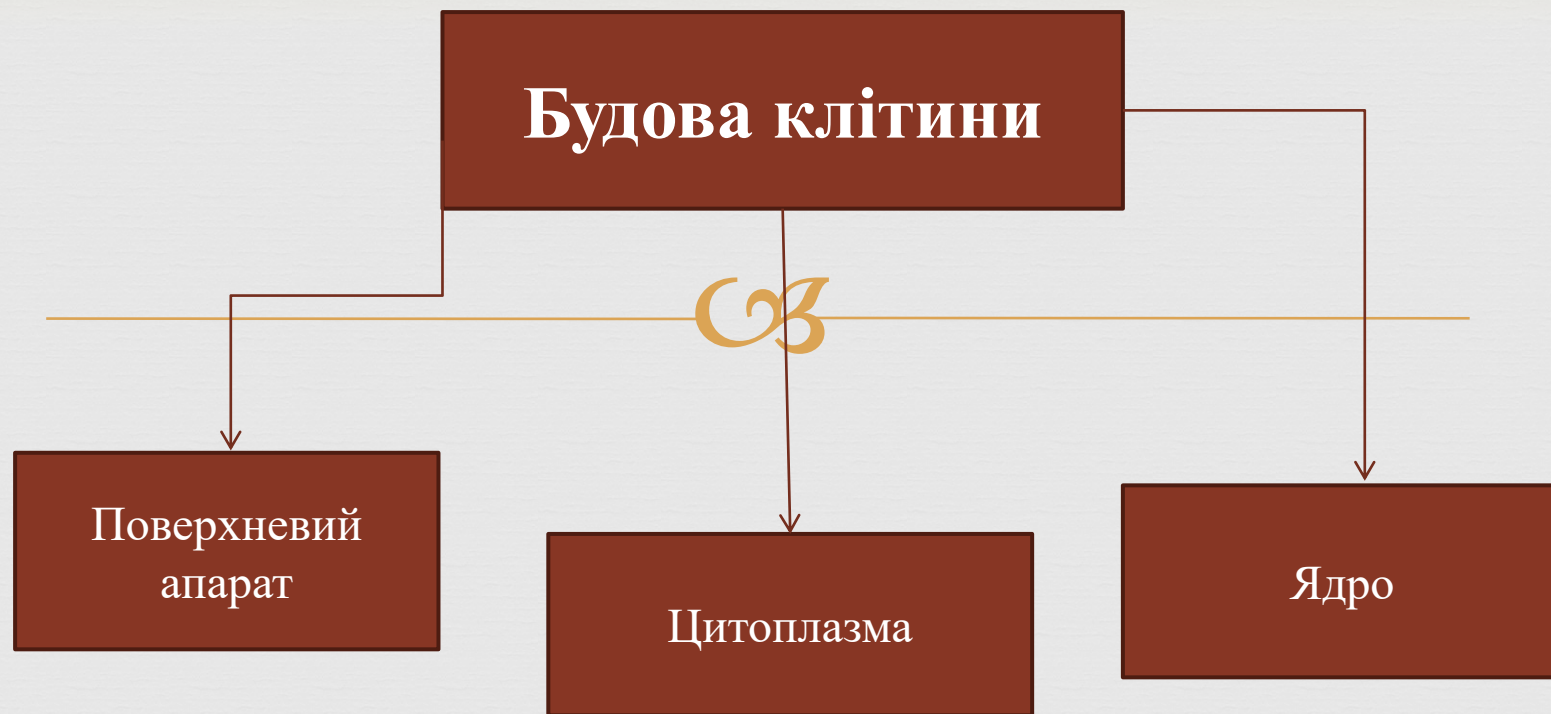 Будова клітини
Поверхневий
апарат
Цитоплазма
Ядро